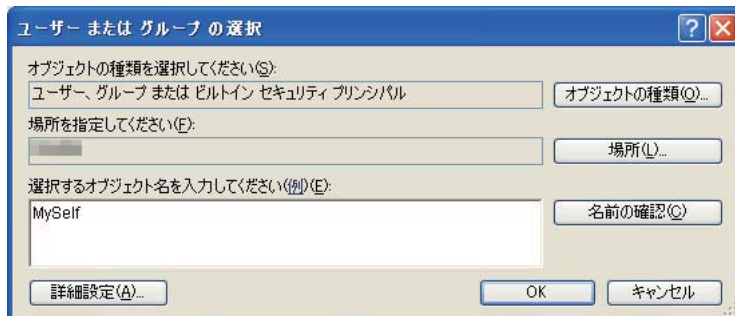 ユーザー または グループ の選択
オブジェクトの種類を選択してください(S):
ユーザー、グループ または ビルトイン セキュリティ プリンシパル
オブジェクトの種類(O)...
場所を指定してください(F):
場所(L)...
選択するオブジェクト名を入力してください(例)(E):
MySelf
名前の確認(C)
詳細設定(A)...
OK
キャンセル